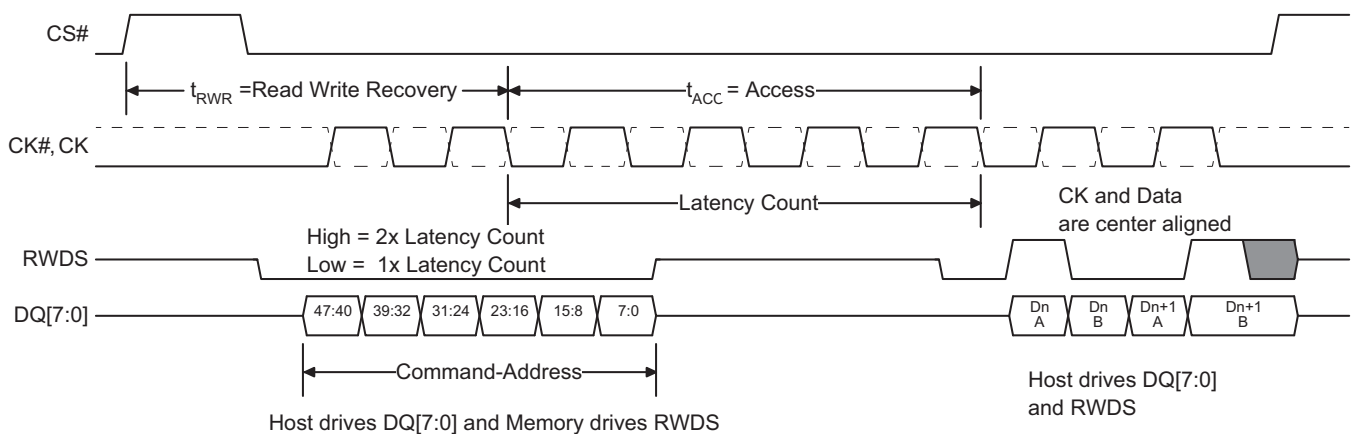 CS#
t_RWR =Read Write Recovery
t_ACC = Access
CK#, CK
Latency Count
CK and Data
are center aligned
High = 2x Latency Count
Low = 1x Latency Count
RWDS
DQ[7:0]
47:40 39:32 31:24 23:16 15:8 7:0
Dn
A
Dn
B
Dn+1
A
Dn+1
B
Command-Address
Host drives DQ[7:0]
and RWDS
Host drives DQ[7:0] and Memory drives RWDS